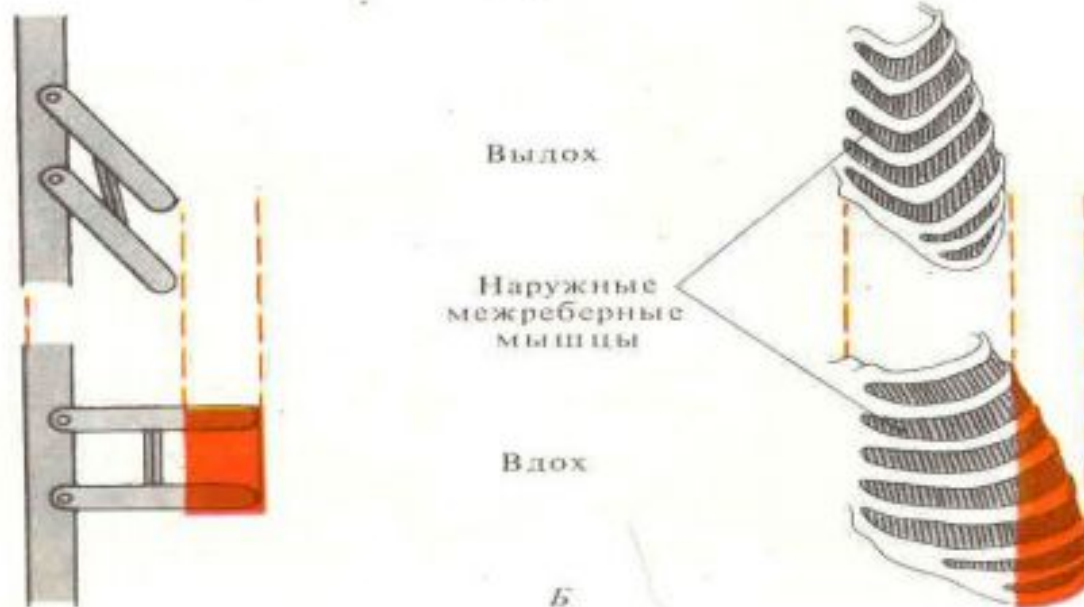 Выдох
Наружные
межреберные
мышцы
Вдох
Б